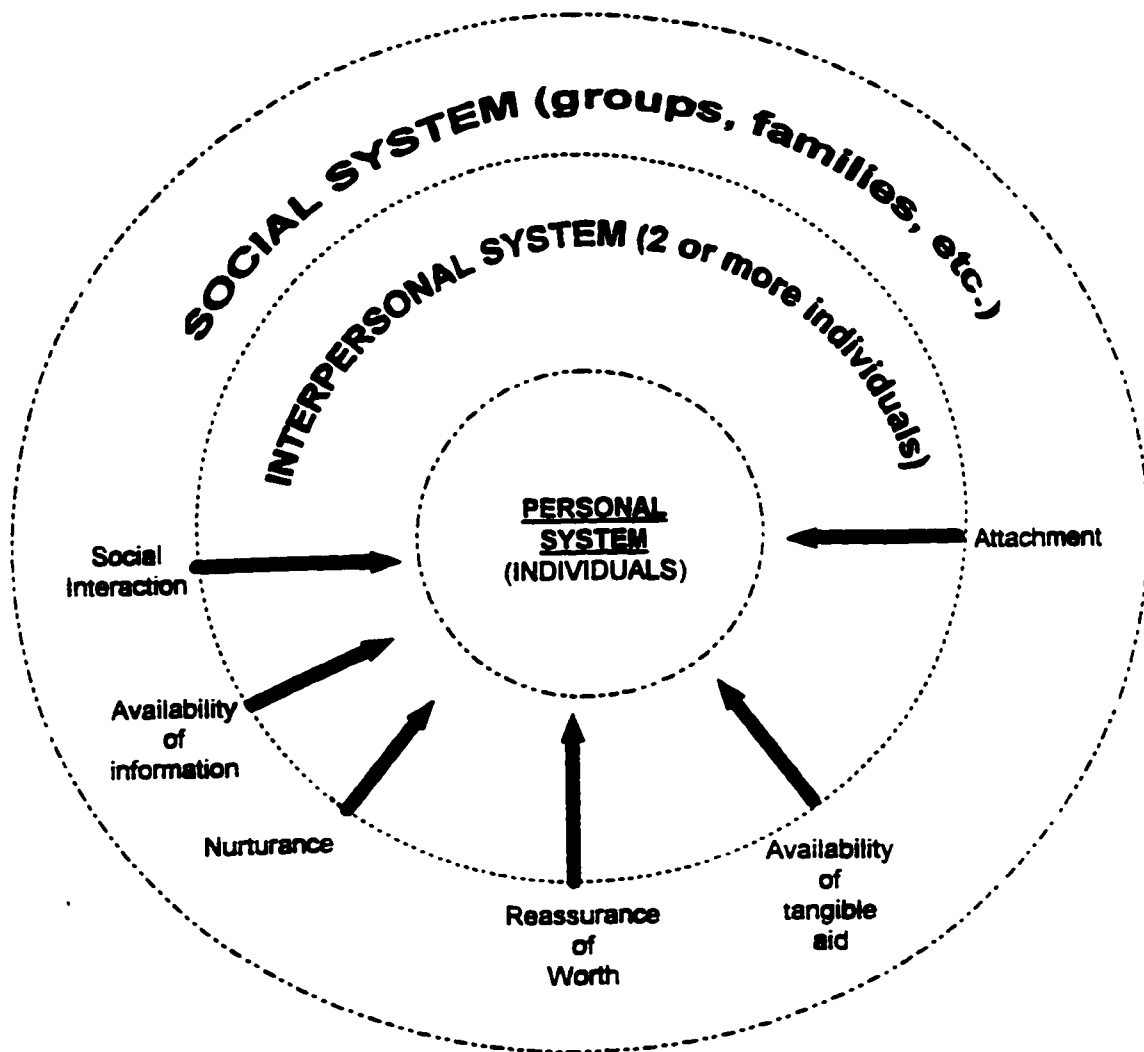 SOCIAL SYSTEM (groups, families, etc.)
INTERPERSONAL SYSTEM (2 or more individuals)
PERSONAL
SYSTEM
(INDIVIDUALS)
Social
Interaction
Attachment
Availability
of
information
Nurturance
Reassurance
of
Worth
Availability
of
tangible
aid